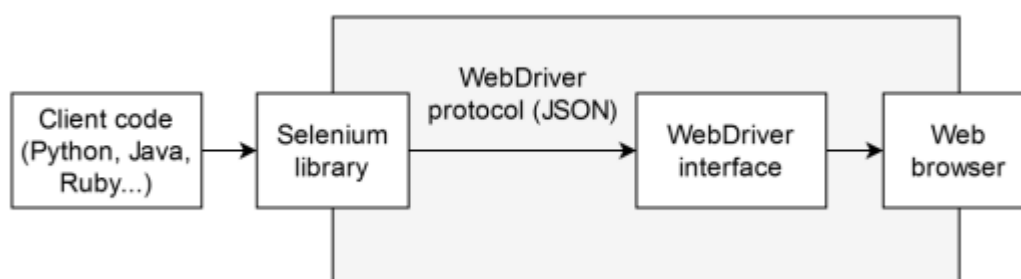 Client code
(Python, Java,
Ruby...)
Selenium
library
WebDriver
protocol (JSON)
WebDriver
interface
Web
browser